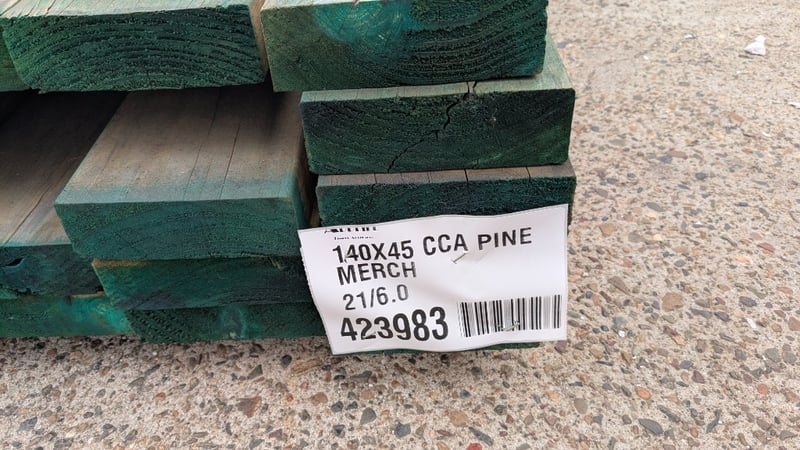 140X45 CCA PINE
MERCH
21/6.0
423983